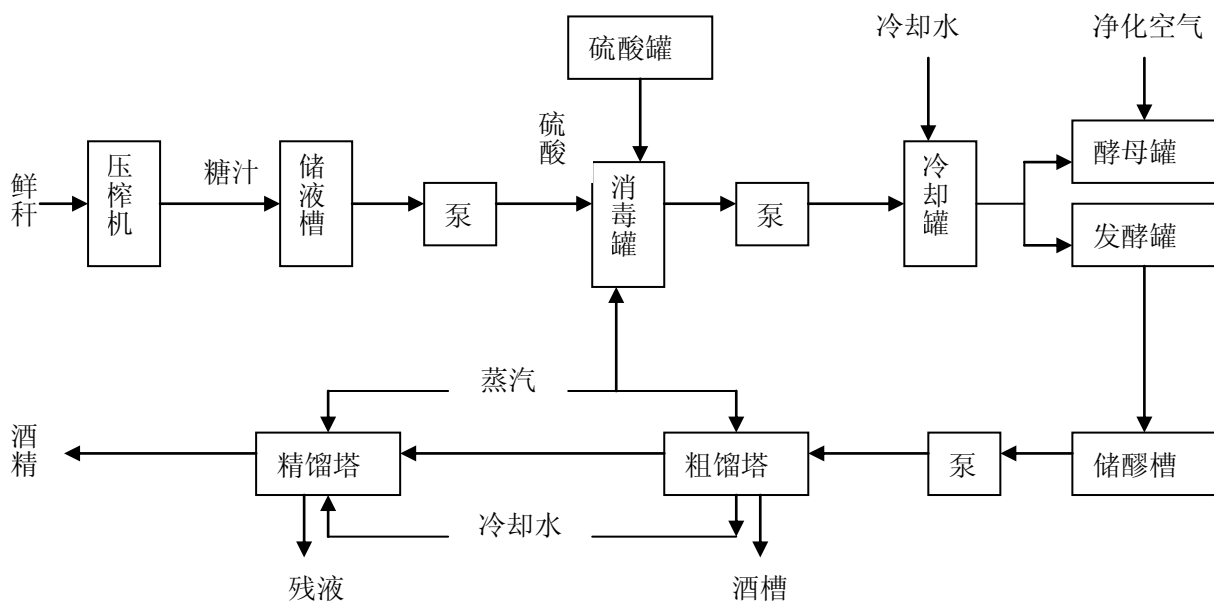 冷却水
净化空气
硫酸罐
硫酸
鲜秆
压榨机
糖汁
储液槽
泵
消毒罐
泵
冷却罐
酵母罐
发酵罐
蒸汽
酒精
精馏塔
粗馏塔
泵
储醪槽
冷却水
残液
酒槽